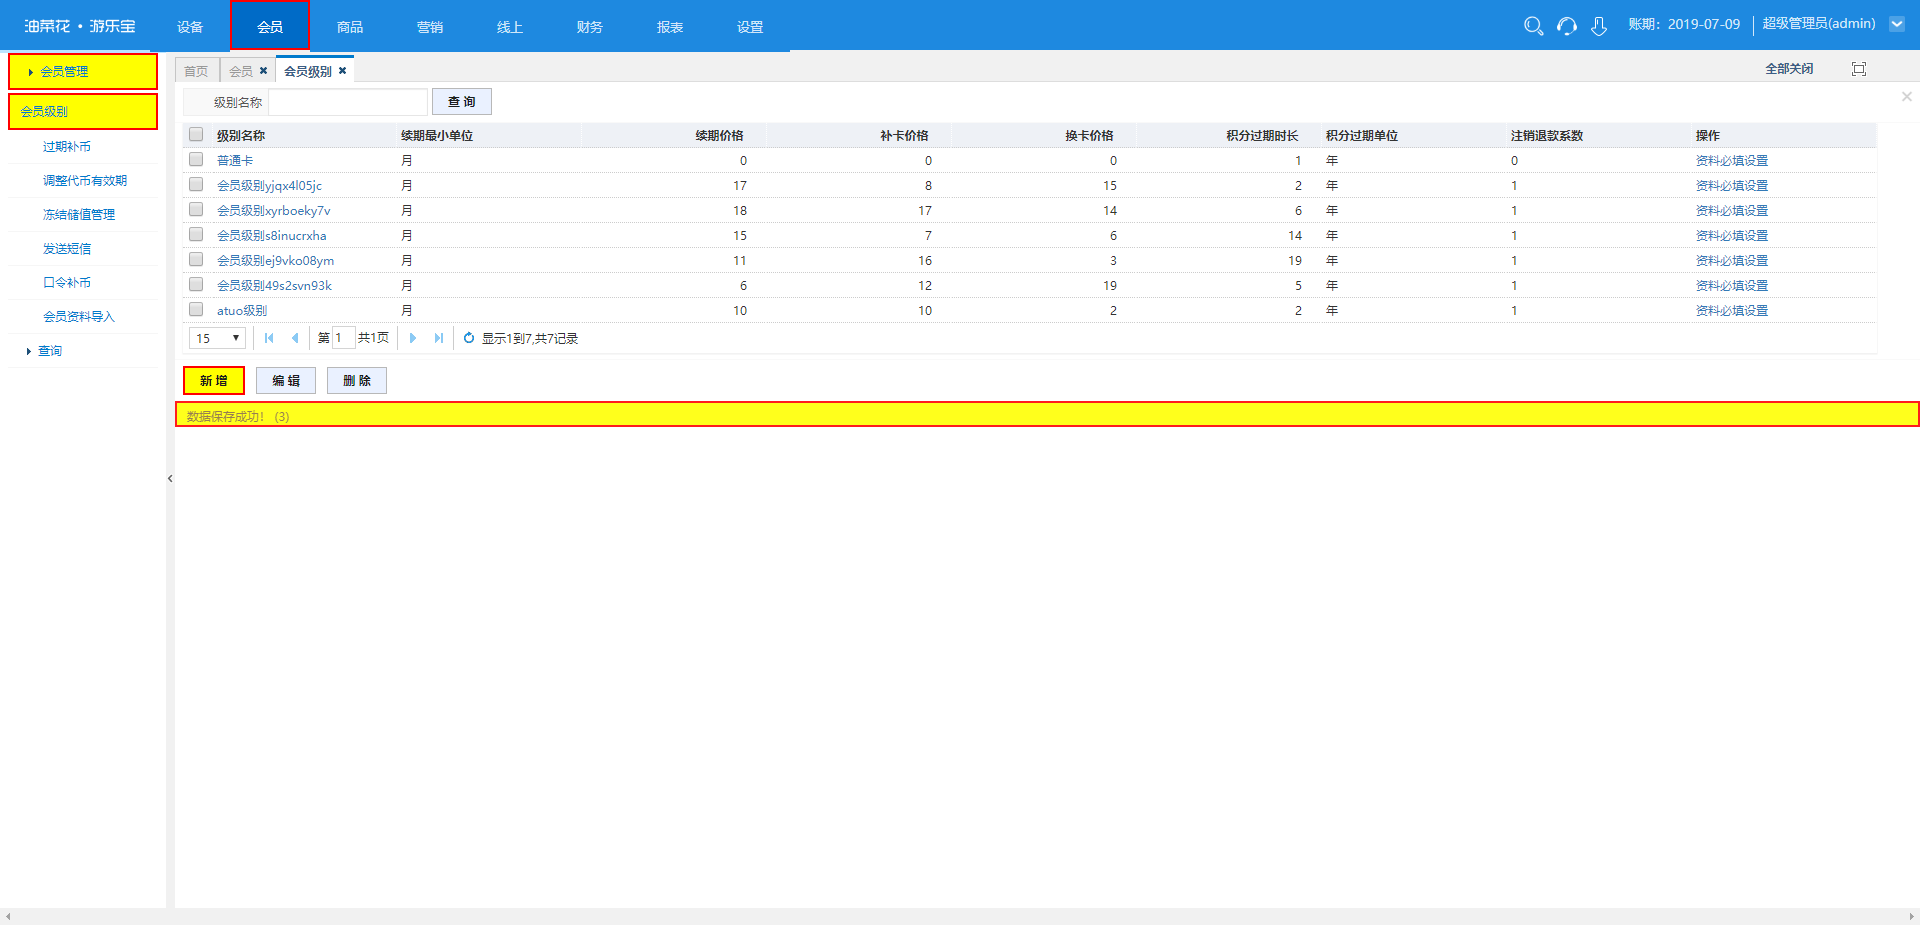 油菜花·游乐宝 设备 会员 商品 营销 线上 财务 报表 设置 账期：2019-07-09 超级管理员(admin)
会员管理
会员级别
过期补币
调整代币有效期
冻结储值管理
发送短信
口令补币
会员资料导入
查询
首页 会员 会员级别 全部关闭
级别名称 查 询
级别名称 续期最小单位 续期价格 补卡价格 换卡价格 积分过期时长 积分过期单位 注销退款系数 操作
普通卡 月 0 0 0 1 年 0 资料必填设置
会员级别yjqx4l05jc 月 17 8 15 2 年 1 资料必填设置
会员级别xyrboeky7v 月 18 17 14 6 年 1 资料必填设置
会员级别s8inucrxha 月 15 7 6 14 年 1 资料必填设置
会员级别ej9vko08ym 月 11 16 3 19 年 1 资料必填设置
会员级别49s2svn93k 月 6 12 19 5 年 1 资料必填设置
atuo级别 月 10 10 2 2 年 1 资料必填设置
15 第 1 共1页 显示1到7,共7记录
新 增 编 辑 删 除
数据保存成功！ (3)